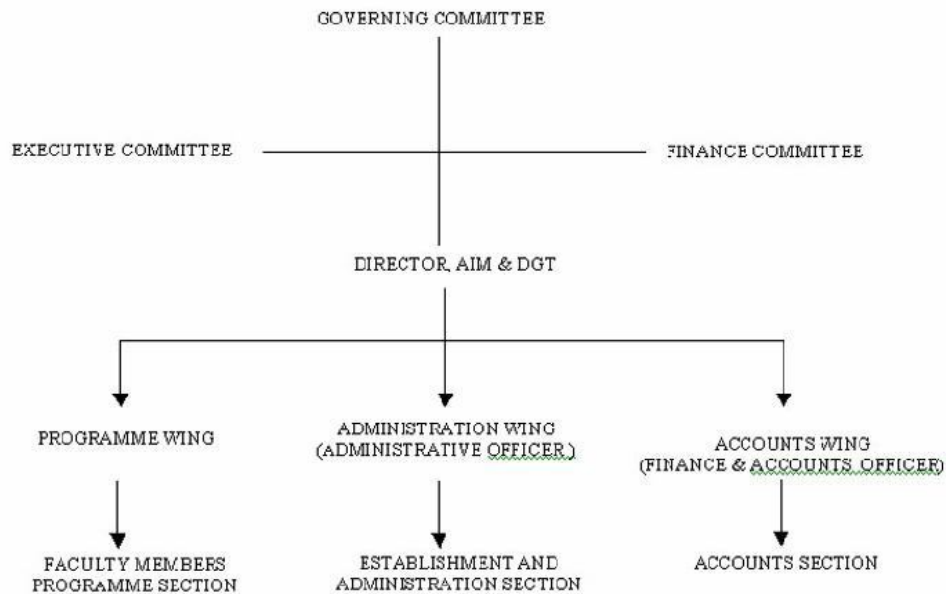 GOVERNING COMMITTEE
EXECUTIVE COMMITTEE
FINANCE COMMITTEE
DIRECTOR, AIM & DGT
PROGRAMME WING
ADMINISTRATION WING
(ADMINISTRATIVE OFFICER )
ACCOUNTS WING
(FINANCE & ACCOUNTS OFFICER)
FACULTY MEMBERS
PROGRAMME SECTION
ESTABLISHMENT AND
ADMINISTRATION SECTION
ACCOUNTS SECTION